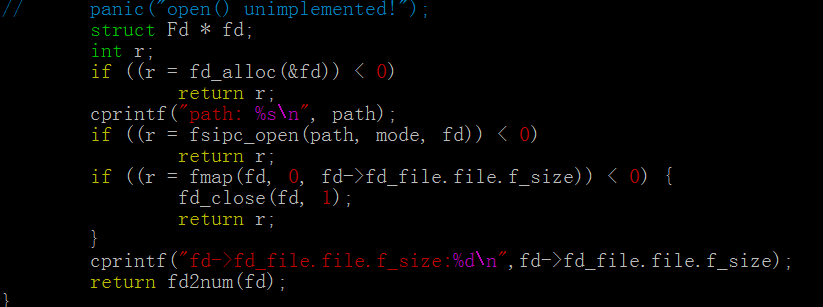 //      panic("open() unimplemented!");
        struct Fd * fd;
        int r;
        if ((r = fd_alloc(&fd)) < 0)
                return r;
        cprintf("path: %s\n", path);
        if ((r = fsipc_open(path, mode, fd)) < 0)
                return r;
        if ((r = fmap(fd, 0, fd->fd_file.file.f_size)) < 0) {
                fd_close(fd, 1);
                return r;
        }
        cprintf("fd->fd_file.file.f_size:%d\n",fd->fd_file.file.f_size);
        return fd2num(fd);
}